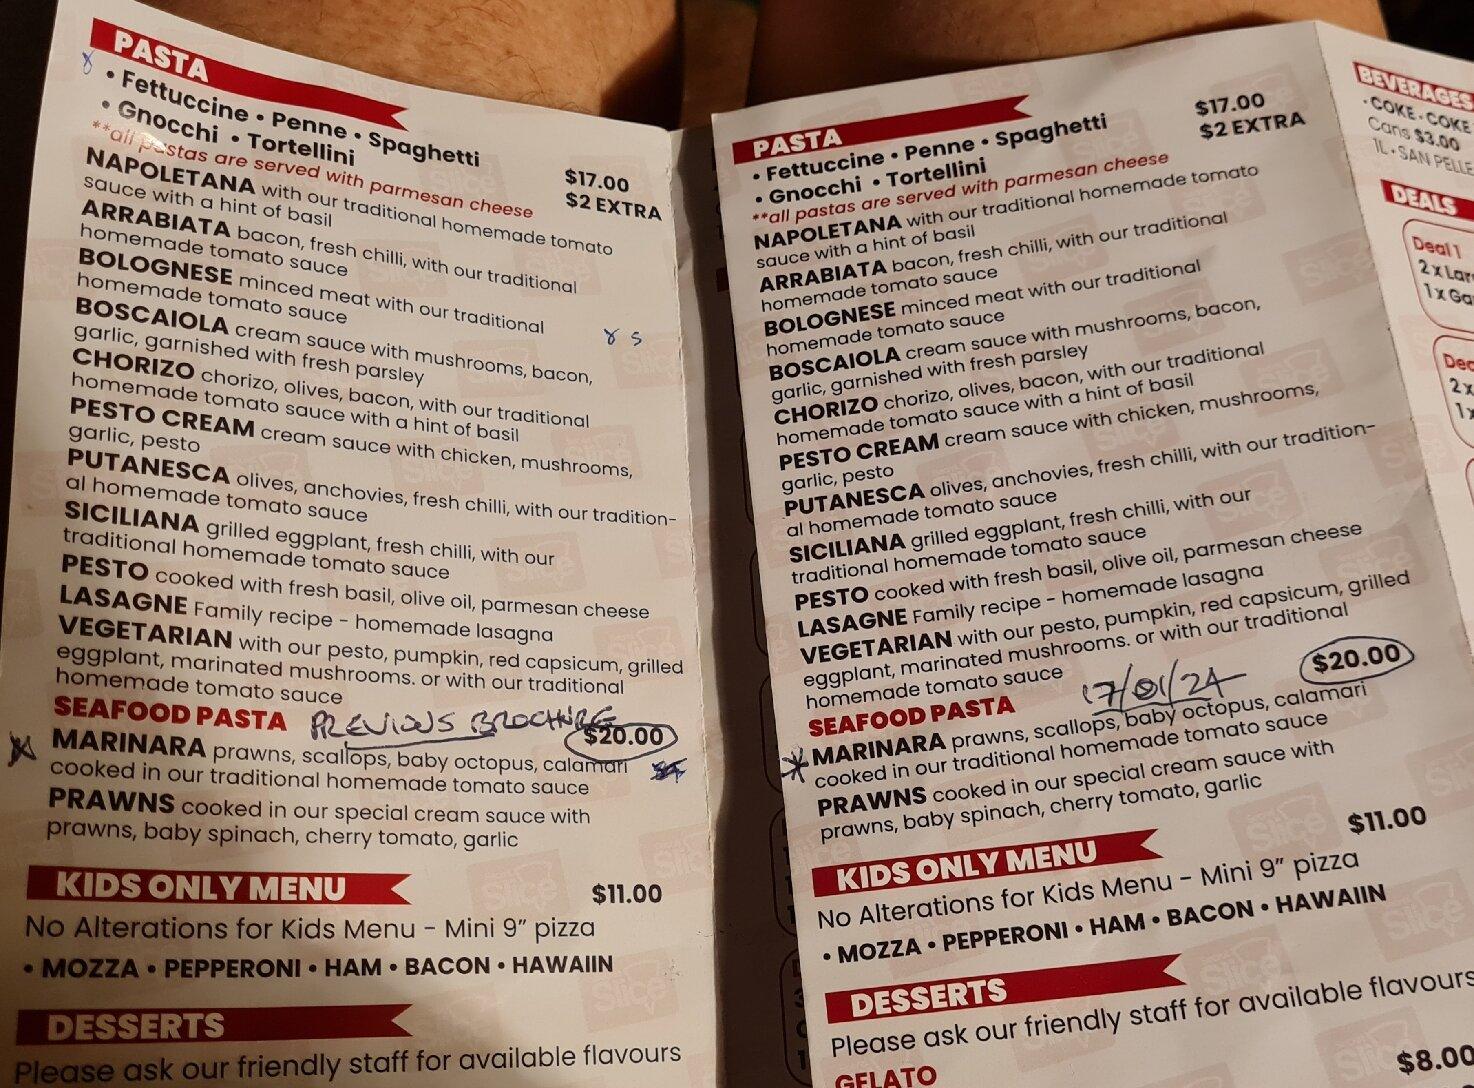 PASTA
• Fettuccine • Penne • Spaghetti
• Gnocchi • Tortellini
**all pastas are served with parmesan cheese
$17.00
$2 EXTRA
NAPOLETANA with our traditional homemade tomato
sauce with a hint of basil
ARRABIATA bacon, fresh chilli, with our traditional
homemade tomato sauce
BOLOGNESE minced meat with our traditional
homemade tomato sauce
BOSCAIOLA cream sauce with mushrooms, bacon,
garlic, garnished with fresh parsley
CHORIZO chorizo, olives, bacon, with our traditional
homemade tomato sauce with a hint of basil
PESTO CREAM cream sauce with chicken, mushrooms,
garlic, pesto
PUTANESCA olives, anchovies, fresh chilli, with our tradition-
al homemade tomato sauce
SICILIANA grilled eggplant, fresh chilli, with our
traditional homemade tomato sauce
PESTO cooked with fresh basil, olive oil, parmesan cheese
LASAGNE Family recipe - homemade lasagna
VEGETARIAN with our pesto, pumpkin, red capsicum, grilled
eggplant, marinated mushrooms. or with our traditional
homemade tomato sauce
SEAFOOD PASTA PREVIOUS BROCHURE
$20.00
MARINARA prawns, scallops, baby octopus, calamari
cooked in our traditional homemade tomato sauce
PRAWNS cooked in our special cream sauce with
prawns, baby spinach, cherry tomato, garlic
KIDS ONLY MENU $11.00
No Alterations for Kids Menu - Mini 9" pizza
• MOZZA • PEPPERONI • HAM • BACON • HAWAIIN
DESSERTS
Please ask our friendly staff for available flavours
PASTA
• Fettuccine • Penne • Spaghetti
• Gnocchi • Tortellini
**all pastas are served with parmesan cheese
$17.00
$2 EXTRA
NAPOLETANA with our traditional homemade tomato
sauce with a hint of basil
ARRABIATA bacon, fresh chilli, with our traditional
homemade tomato sauce
BOLOGNESE minced meat with our traditional
homemade tomato sauce
BOSCAIOLA cream sauce with mushrooms, bacon,
garlic, garnished with fresh parsley
CHORIZO chorizo, olives, bacon, with our traditional
homemade tomato sauce with a hint of basil
PESTO CREAM cream sauce with chicken, mushrooms,
garlic, pesto
PUTANESCA olives, anchovies, fresh chilli, with our tradition-
al homemade tomato sauce
SICILIANA grilled eggplant, fresh chilli, with our
traditional homemade tomato sauce
PESTO cooked with fresh basil, olive oil, parmesan cheese
LASAGNE Family recipe - homemade lasagna
VEGETARIAN with our pesto, pumpkin, red capsicum, grilled
eggplant, marinated mushrooms. or with our traditional
homemade tomato sauce
SEAFOOD PASTA 17/01/24 $20.00
MARINARA prawns, scallops, baby octopus, calamari
cooked in our traditional homemade tomato sauce
PRAWNS cooked in our special cream sauce with
prawns, baby spinach, cherry tomato, garlic
KIDS ONLY MENU $11.00
No Alterations for Kids Menu - Mini 9" pizza
• MOZZA • PEPPERONI • HAM • BACON • HAWAIIN
DESSERTS
Please ask our friendly staff for available flavours
GELATO $8.00
BEVERAGES
• COKE • COKE
Cans $3.00
1L • SAN PELLE
DEALS
Deal 1
2 x Lar
1 x Ga
2 x
1 x